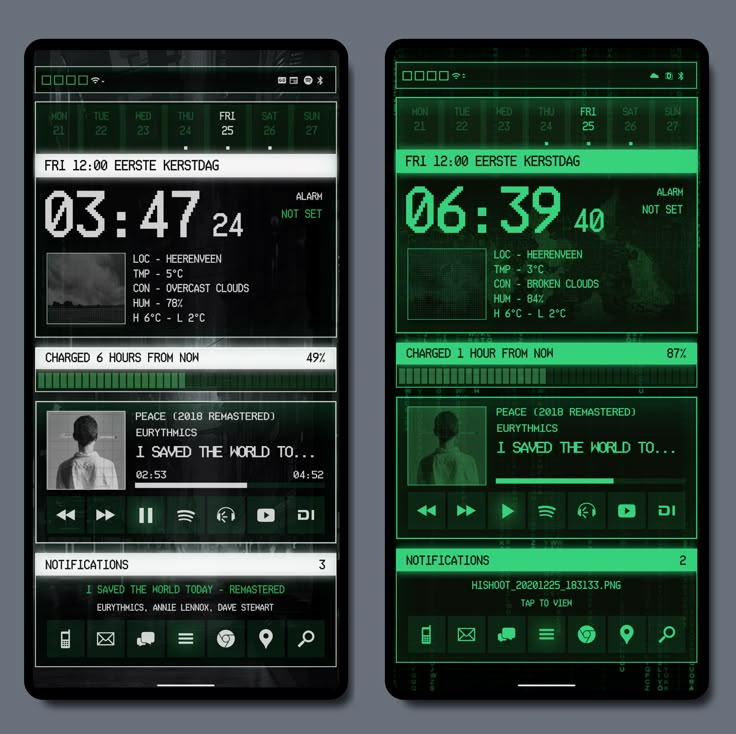 MON TUE WED THU FRI SAT SUN
21 22 23 24 25 26 27
FRI 12:00 EERSTE KERSTDAG
03:47 24
ALARM
NOT SET
LOC - HEERENVEEN
TMP - 5°C
CON - OVERCAST CLOUDS
HUM - 78%
H 6°C - L 2°C
CHARGED 6 HOURS FROM NOW 49%
PEACE (2018 REMASTERED)
EURYTHMICS
I SAVED THE WORLD TO...
02:53 04:52
DI
NOTIFICATIONS 3
I SAVED THE WORLD TODAY - REMASTERED
EURYTHMICS, ANNIE LENNOX, DAVE STEWART
MON TUE WED THU FRI SAT SUN
21 22 23 24 25 26 27
FRI 12:00 EERSTE KERSTDAG
06:39 40
ALARM
NOT SET
LOC - HEERENVEEN
TMP - 3°C
CON - BROKEN CLOUDS
HUM - 84%
H 6°C - L 2°C
CHARGED 1 HOUR FROM NOW 87%
PEACE (2018 REMASTERED)
EURYTHMICS
I SAVED THE WORLD TO...
DI
NOTIFICATIONS 2
H1SHOOT_20201225_183133.PNG
TAP TO VIEW